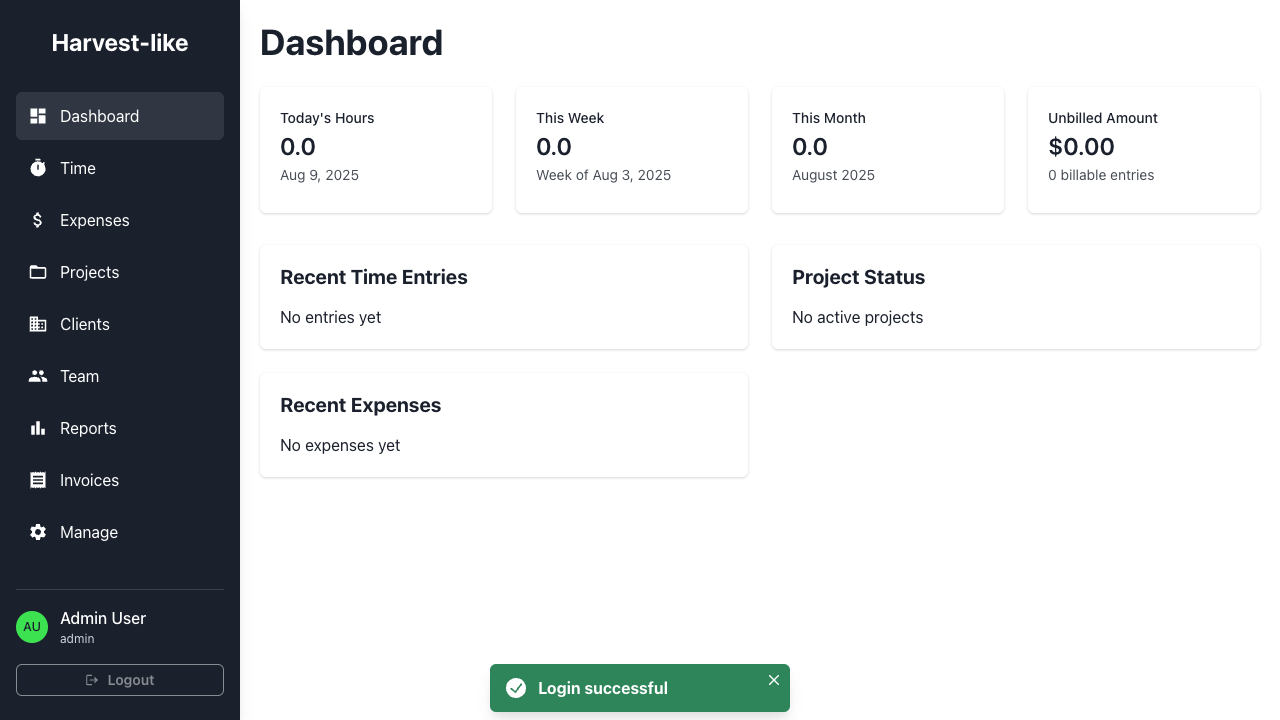 Harvest-like
Dashboard
Time
Expenses
Projects
Clients
Team
Reports
Invoices
Manage
AU
Admin User
admin
Logout
Dashboard
Today's Hours
0.0
Aug 9, 2025
This Week
0.0
Week of Aug 3, 2025
This Month
0.0
August 2025
Unbilled Amount
$0.00
0 billable entries
Recent Time Entries
No entries yet
Project Status
No active projects
Recent Expenses
No expenses yet
Login successful